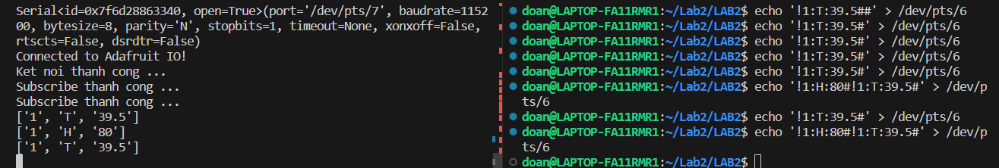 Serial<id=0x7f6d28863340, open=True>(port='/dev/pts/7', baudrate=1152
00, bytesize=8, parity='N', stopbits=1, timeout=None, xonxoff=False,
rtscts=False, dsrdtr=False)
Connected to Adafruit IO!
Ket noi thanh cong ...
Subscribe thanh cong ...
Subscribe thanh cong ...
['1', 'T', '39.5']
['1', 'H', '80']
['1', 'T', '39.5']
doan@LAPTOP-FA11RMR1:~/Lab2/LAB2$ echo '!1:T:39.5##' > /dev/pts/6
doan@LAPTOP-FA11RMR1:~/Lab2/LAB2$ echo '!1:T:39.5#' > /dev/pts/6
doan@LAPTOP-FA11RMR1:~/Lab2/LAB2$ echo '!1:T:39.5#' > /dev/pts/6
doan@LAPTOP-FA11RMR1:~/Lab2/LAB2$ echo '!1:T:39.5#' > /dev/pts/6
doan@LAPTOP-FA11RMR1:~/Lab2/LAB2$ echo '!1:T:39.5#' > /dev/pts/6
doan@LAPTOP-FA11RMR1:~/Lab2/LAB2$ echo '!1:H:80#!1:T:39.5#' > /dev/p
ts/6
doan@LAPTOP-FA11RMR1:~/Lab2/LAB2$ echo '!1:T:39.5#' > /dev/pts/6
doan@LAPTOP-FA11RMR1:~/Lab2/LAB2$ echo '!1:H:80#!1:T:39.5#' > /dev/p
ts/6
doan@LAPTOP-FA11RMR1:~/Lab2/LAB2$